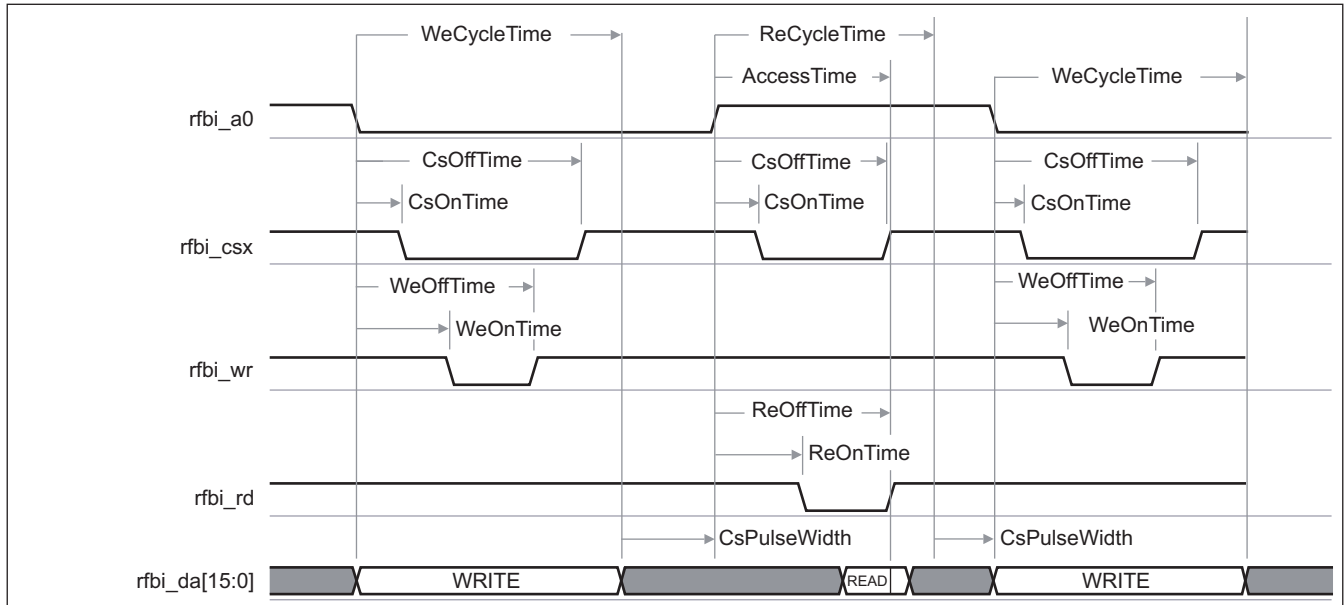 WeCycleTime ReCycleTime
AccessTime WeCycleTime
rfbi_a0
CsOffTime CsOffTime CsOffTime
CsOnTime CsOnTime CsOnTime
rfbi_csx
WeOffTime WeOffTime
WeOnTime WeOnTime
rfbi_wr
ReOffTime
ReOnTime
rfbi_rd
CsPulseWidth CsPulseWidth
rfbi_da[15:0] WRITE READ WRITE